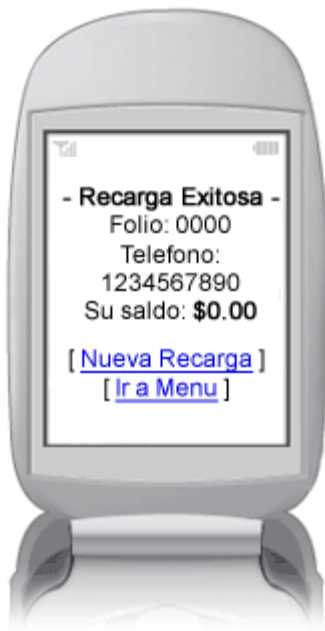 - Recarga Exitosa -
Folio: 0000
Telefono:
1234567890
Su saldo: $0.00
[ Nueva Recarga ]
[ Ir a Menu ]